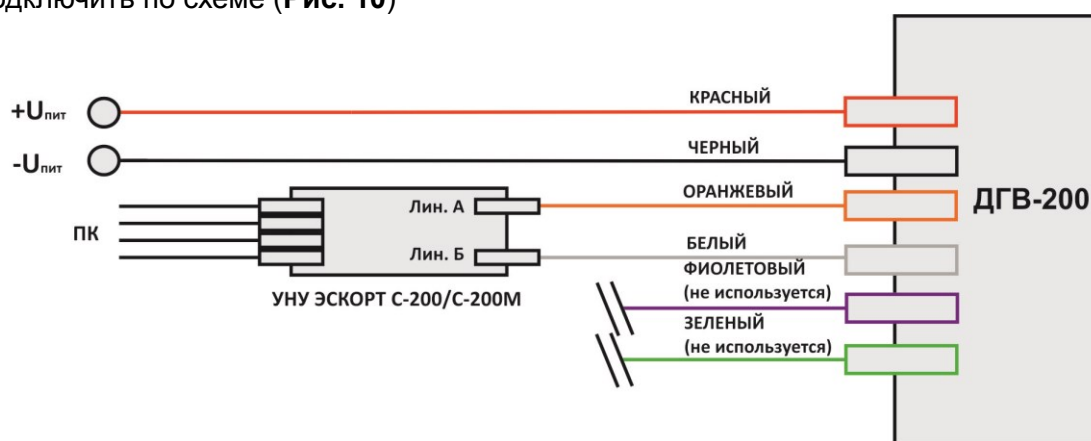 одключить по схеме (Рис. 10)
КРАСНЫЙ
+Uпит
ЧЕРНЫЙ
-Uпит
ОРАНЖЕВЫЙ
Лин. А
ДГВ-200
ПК
БЕЛЫЙ
Лин. Б
ФИОЛЕТОВЫЙ
(не используется)
УНУ ЭСКОРТ С-200/С-200М
ЗЕЛЕНЫЙ
(не используется)